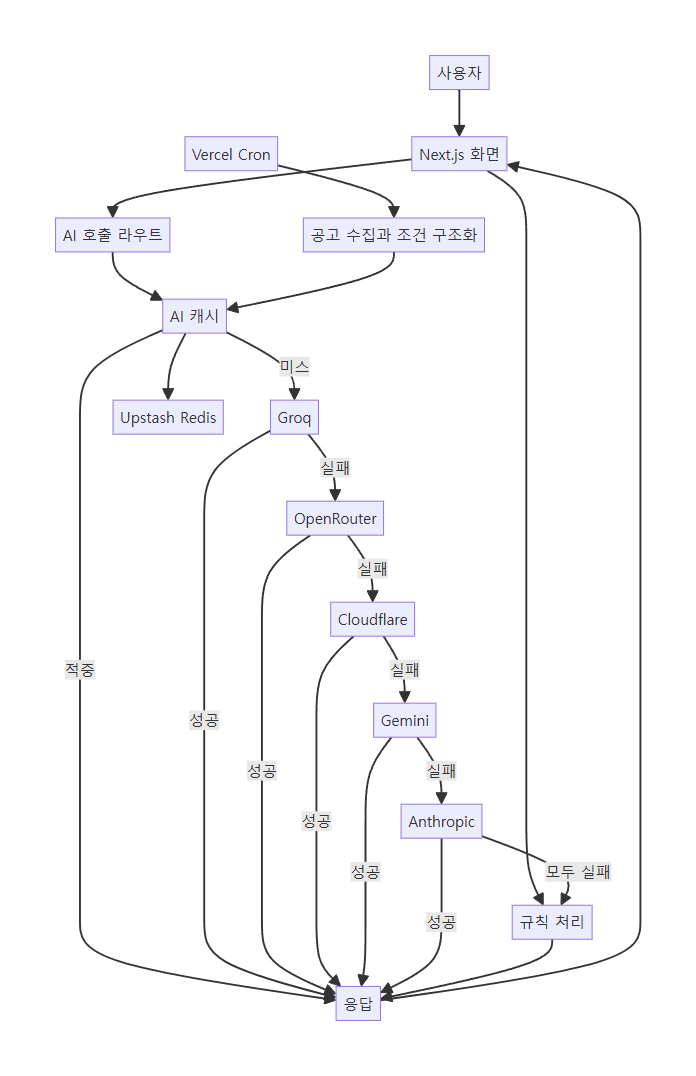 사용자
Vercel Cron
Next.js 화면
AI 호출 라우트
공고 수집과 조건 구조화
AI 캐시
미스
Upstash Redis
Groq
실패
OpenRouter
실패
Cloudflare
적중
실패
성공
Gemini
성공
실패
성공
Anthropic
성공
모두 실패
성공
규칙 처리
응답